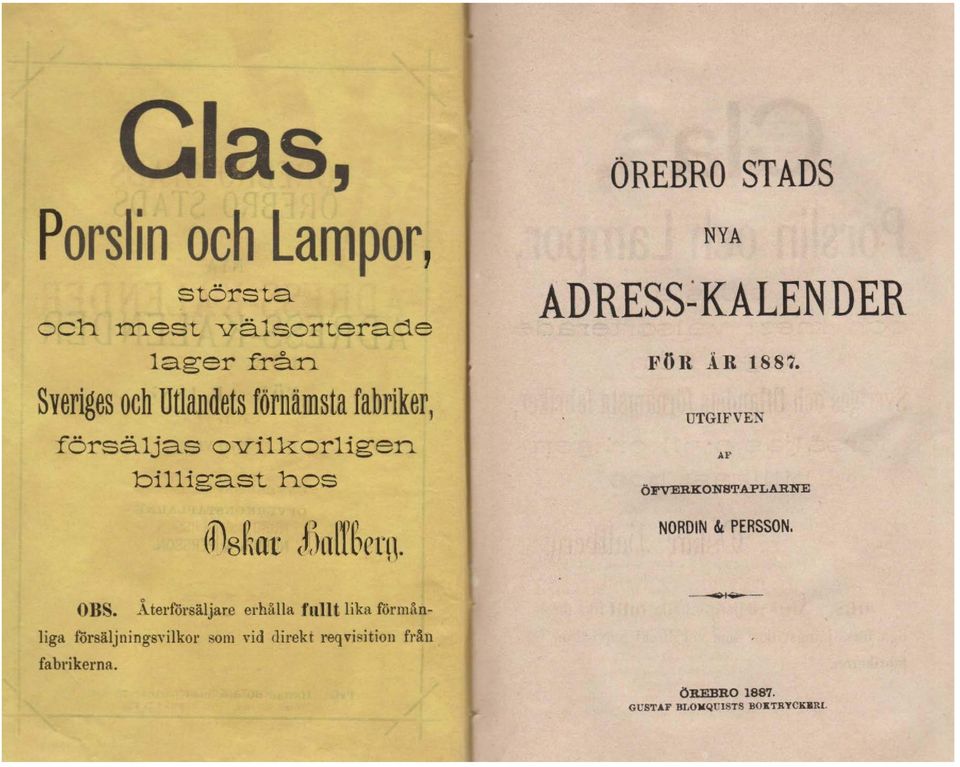 Glas,
Porslin och Lampor,
största
och mest välsorterade
lager från
Sveriges och Utlandets förnämsta fabriker,
försäljas ovilkorligen
billigast hos
Oskar Hallberg.
OBS. Återförsäljare erhålla fullt lika förmån-
liga försäljningsvilkor som vid direkt reqvisition från
fabrikerna.
ÖREBRO STADS
NYA
ADRESS-KALENDER
FÖR ÅR 1887.
UTGIFVEN
AF
ÖFVERKONSTAPLARNE
NORDIN & PERSSON.
ÖREBRO 1887.
GUSTAF BLOMQUISTS BOKTRYCKERI.